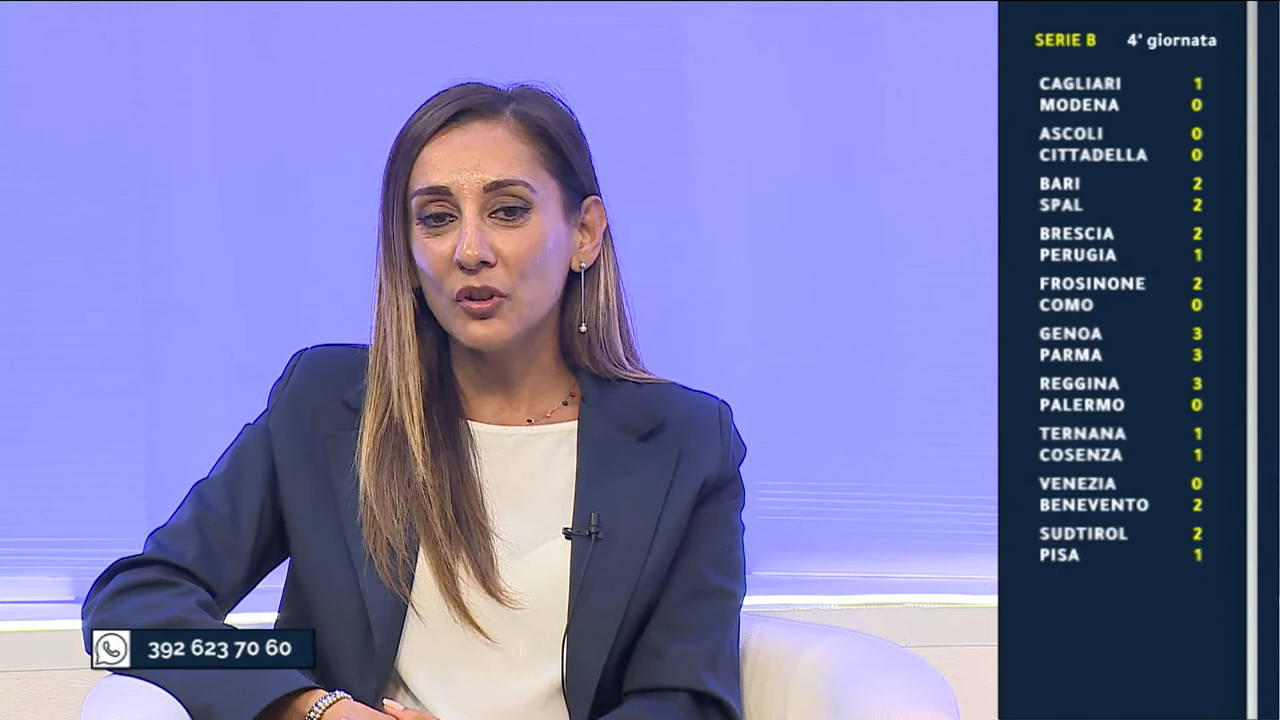 SERIE B 4ª giornata
CAGLIARI 1
MODENA 0
ASCOLI 0
CITTADELLA 0
BARI 2
SPAL 2
BRESCIA 2
PERUGIA 1
FROSINONE 2
COMO 0
GENOA 3
PARMA 3
REGGINA 3
PALERMO 0
TERNANA 1
COSENZA 1
VENEZIA 0
BENEVENTO 2
SUDTIROL 2
PISA 1
392 623 70 60